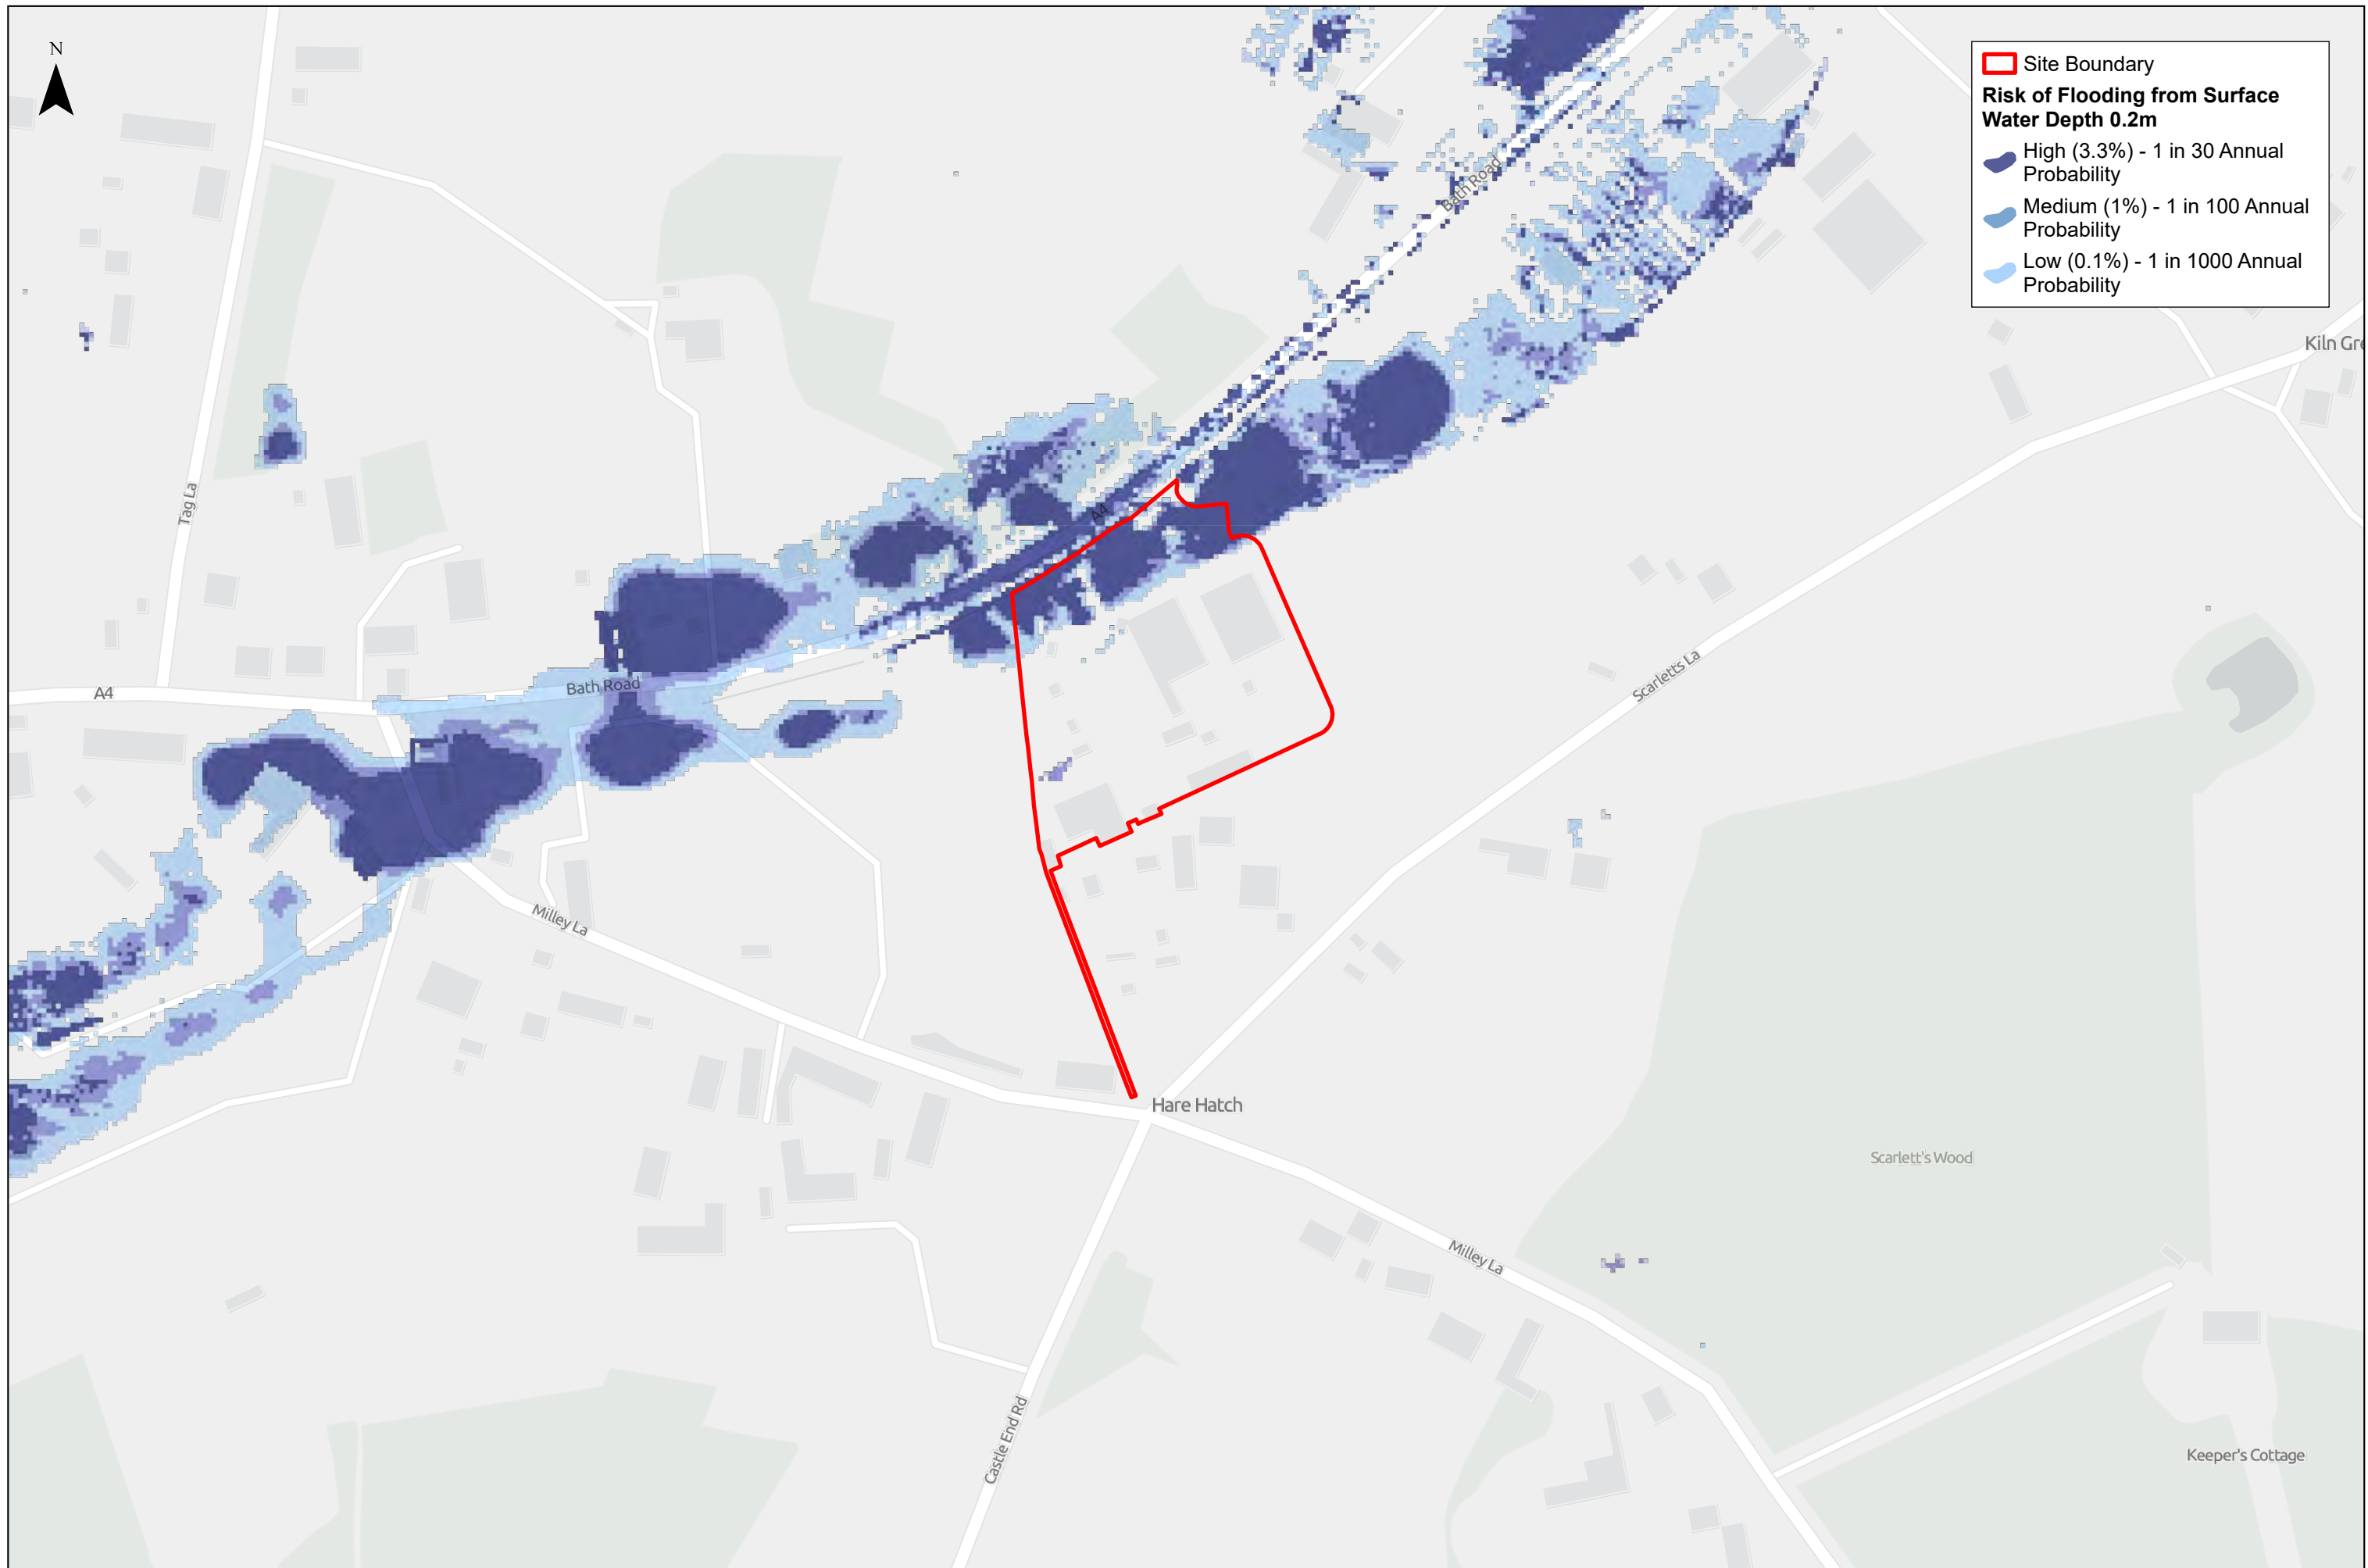 N
Site Boundary
Risk of Flooding from Surface
Water Depth 0.2m
High (3.3%) - 1 in 30 Annual
Probability
Medium (1%) - 1 in 100 Annual
Probability
Low (0.1%) - 1 in 1000 Annual
Probability
Bath Road
Kiln Gre
Tag La
A4
A4
Bath Road
Scarletts La
Milley La
Hare Hatch
Scarlett's Wood
Milley La
Castle End Rd
Keeper's Cottage